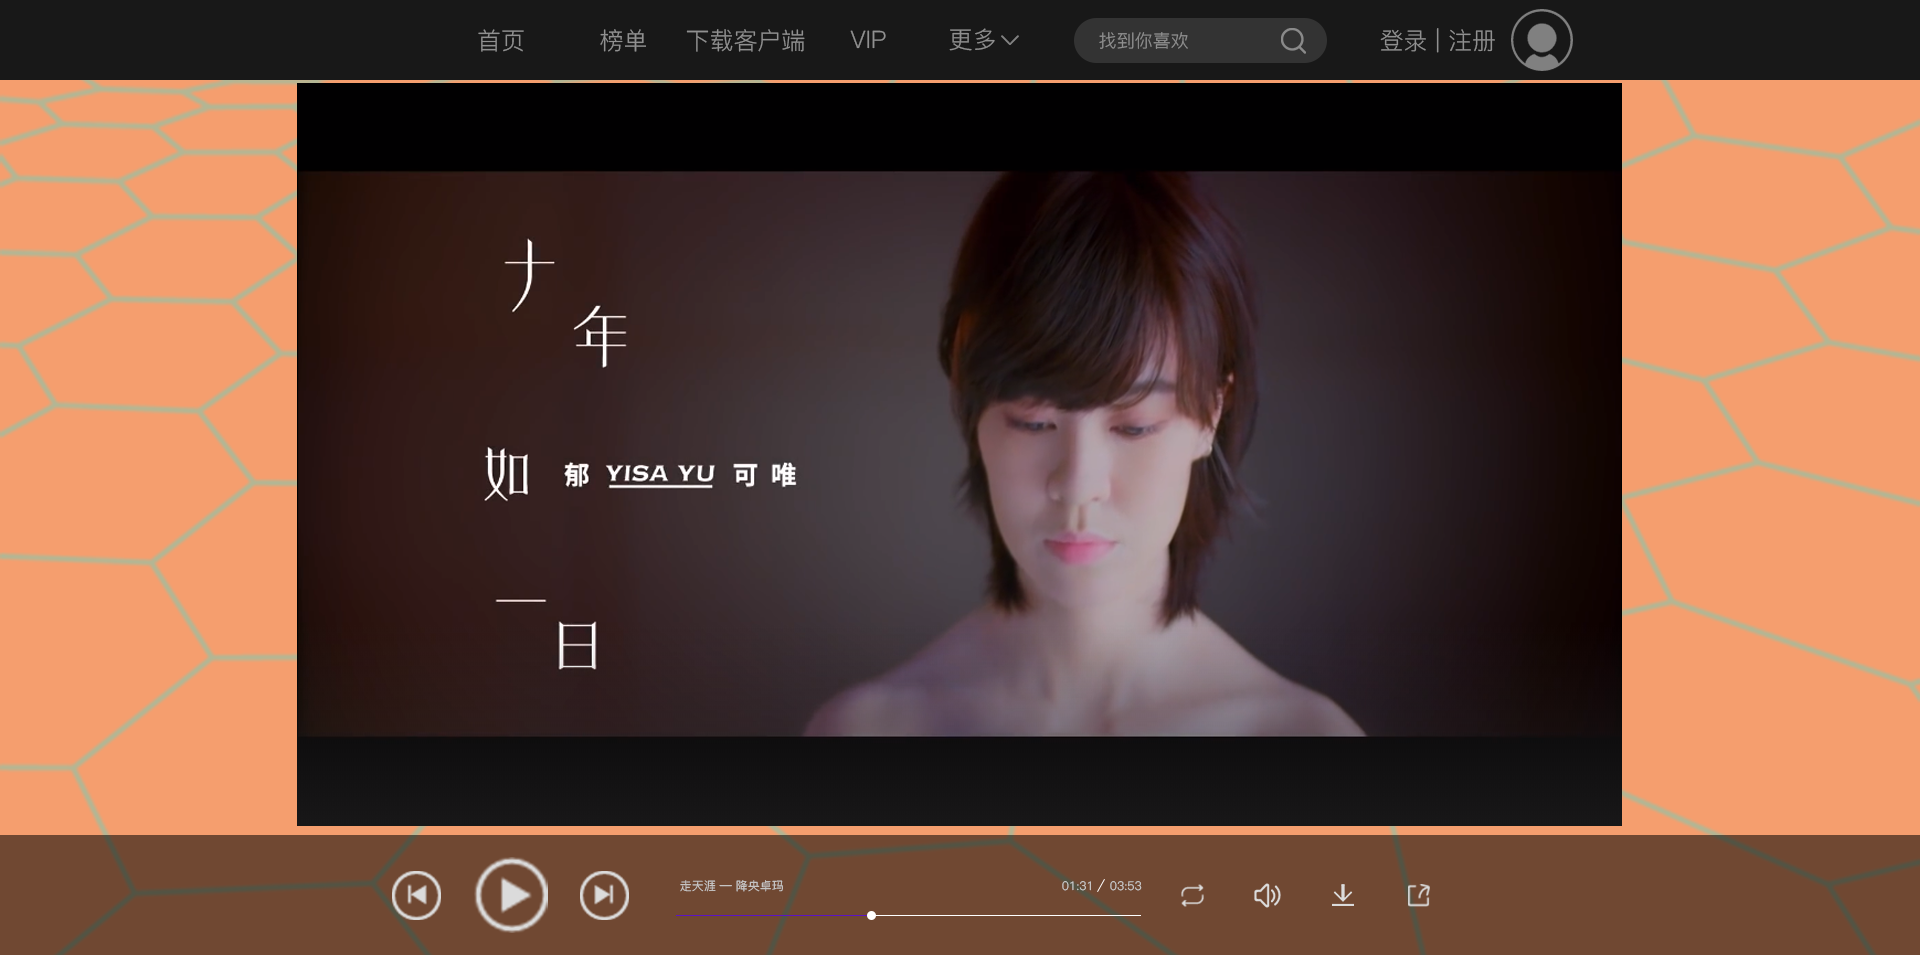 首页 榜单 下载客户端 VIP 更多 找到你喜欢 登录 | 注册
十
年
如 郁 YISA YU 可唯
一
日
走天涯 — 降央卓玛 01:31 / 03:53